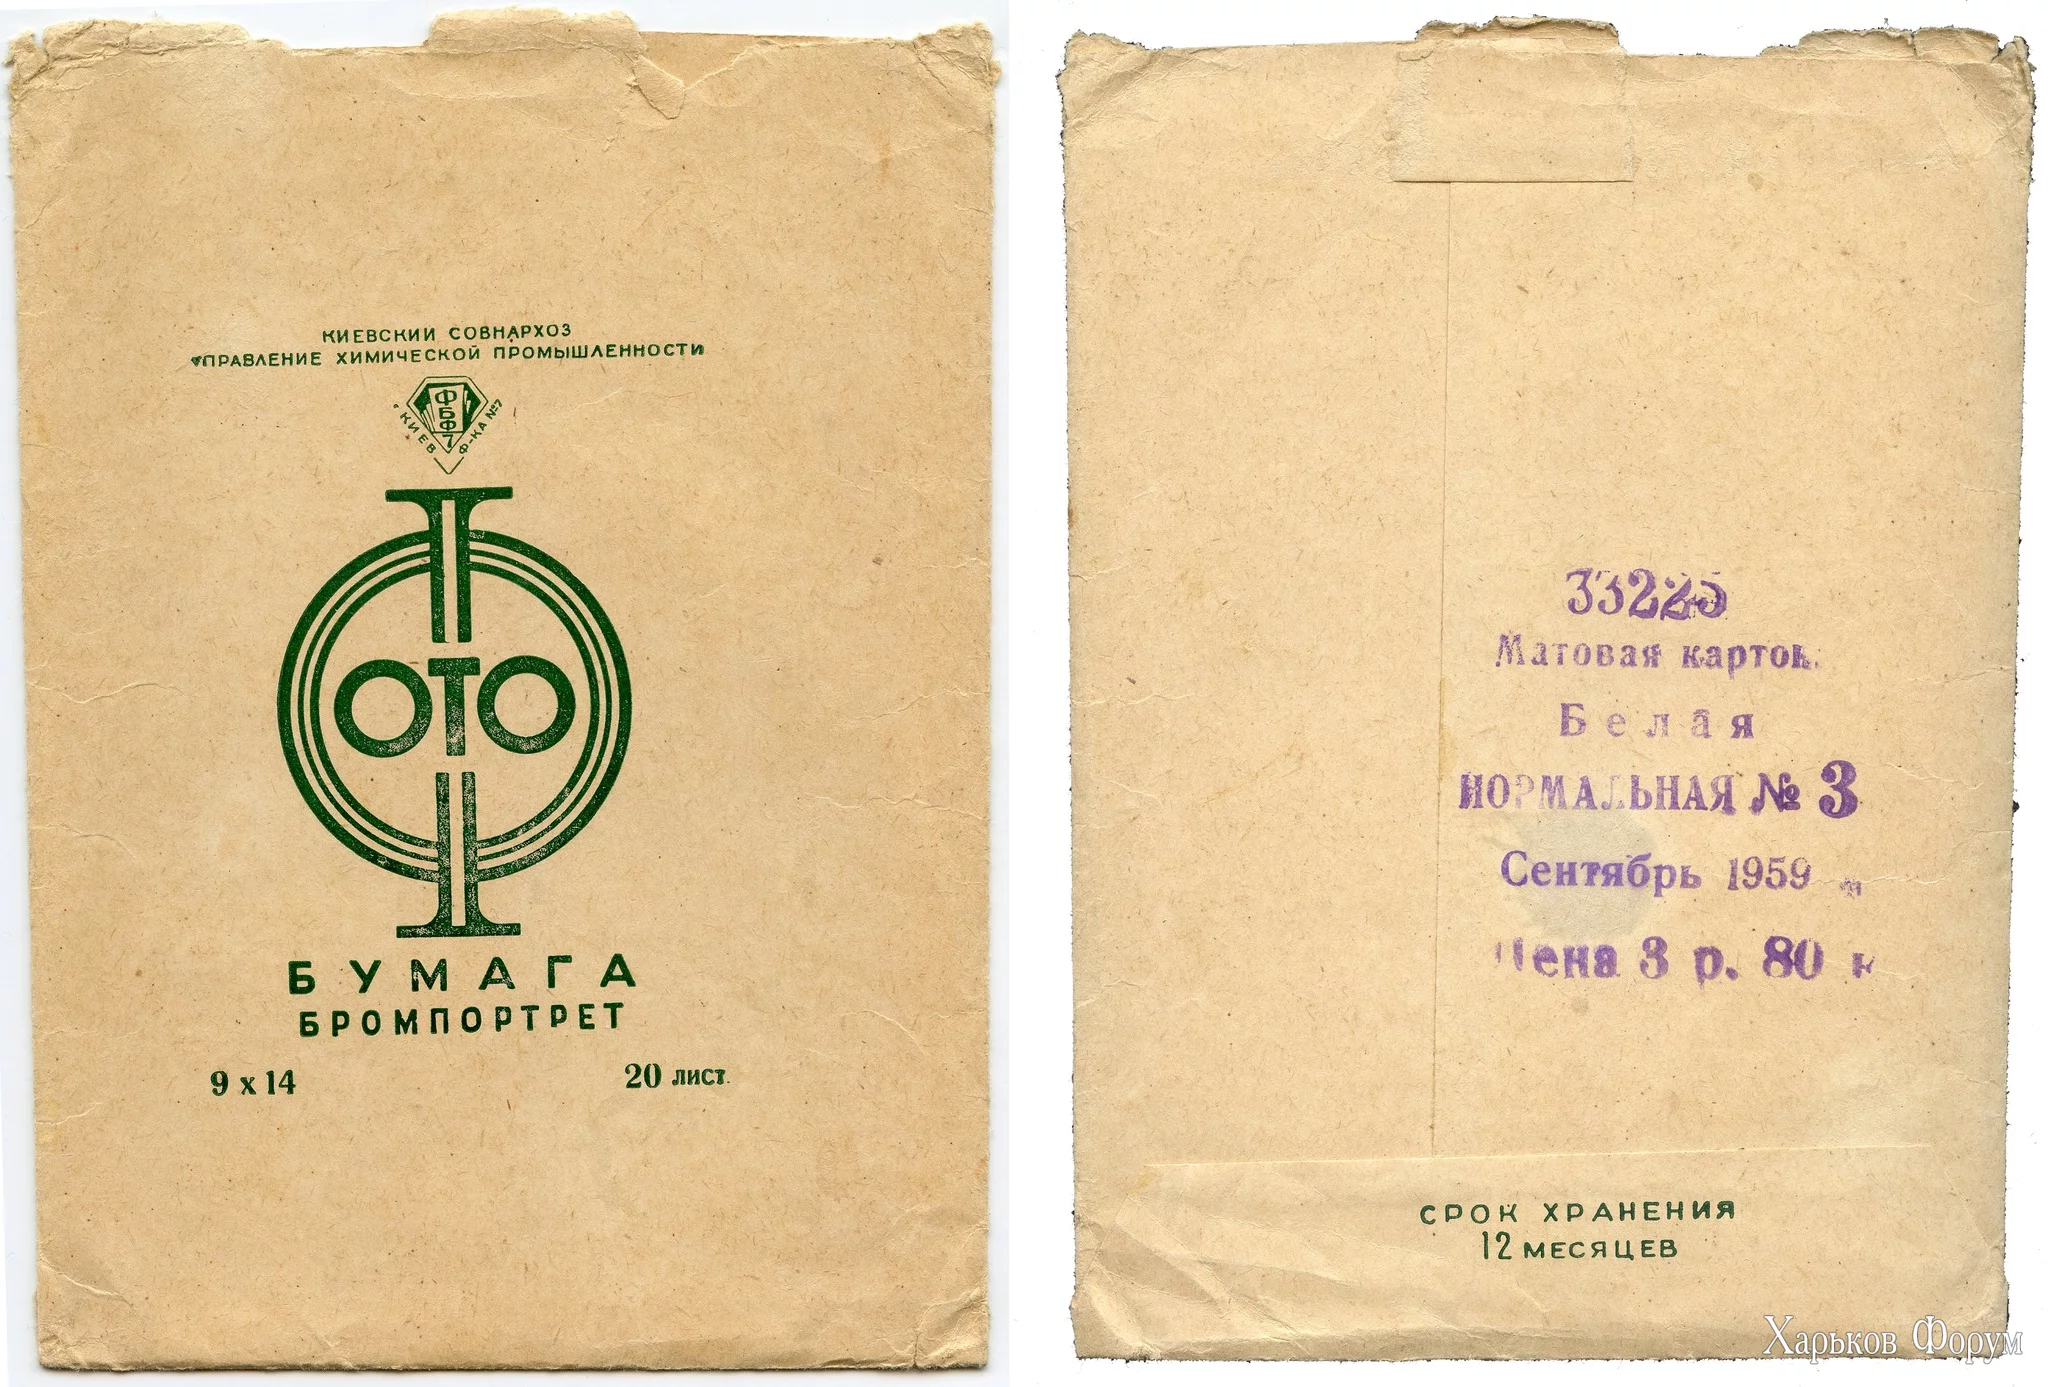 КИЕВСКИЙ СОВНАРХОЗ
УПРАВЛЕНИЕ ХИМИЧЕСКОЙ ПРОМЫШЛЕННОСТИ
ФБФ
7
"КИЕВ Ф-КА №7
ФОТО
БУМАГА
БРОМПОРТРЕТ
9 х 14
20 лист.
33225
Матовая картон.
Белая
НОРМАЛЬНАЯ № 3
Сентябрь 1959
Цена 3 р. 80 к
СРОК ХРАНЕНИЯ
12 МЕСЯЦЕВ
Харьков Форум